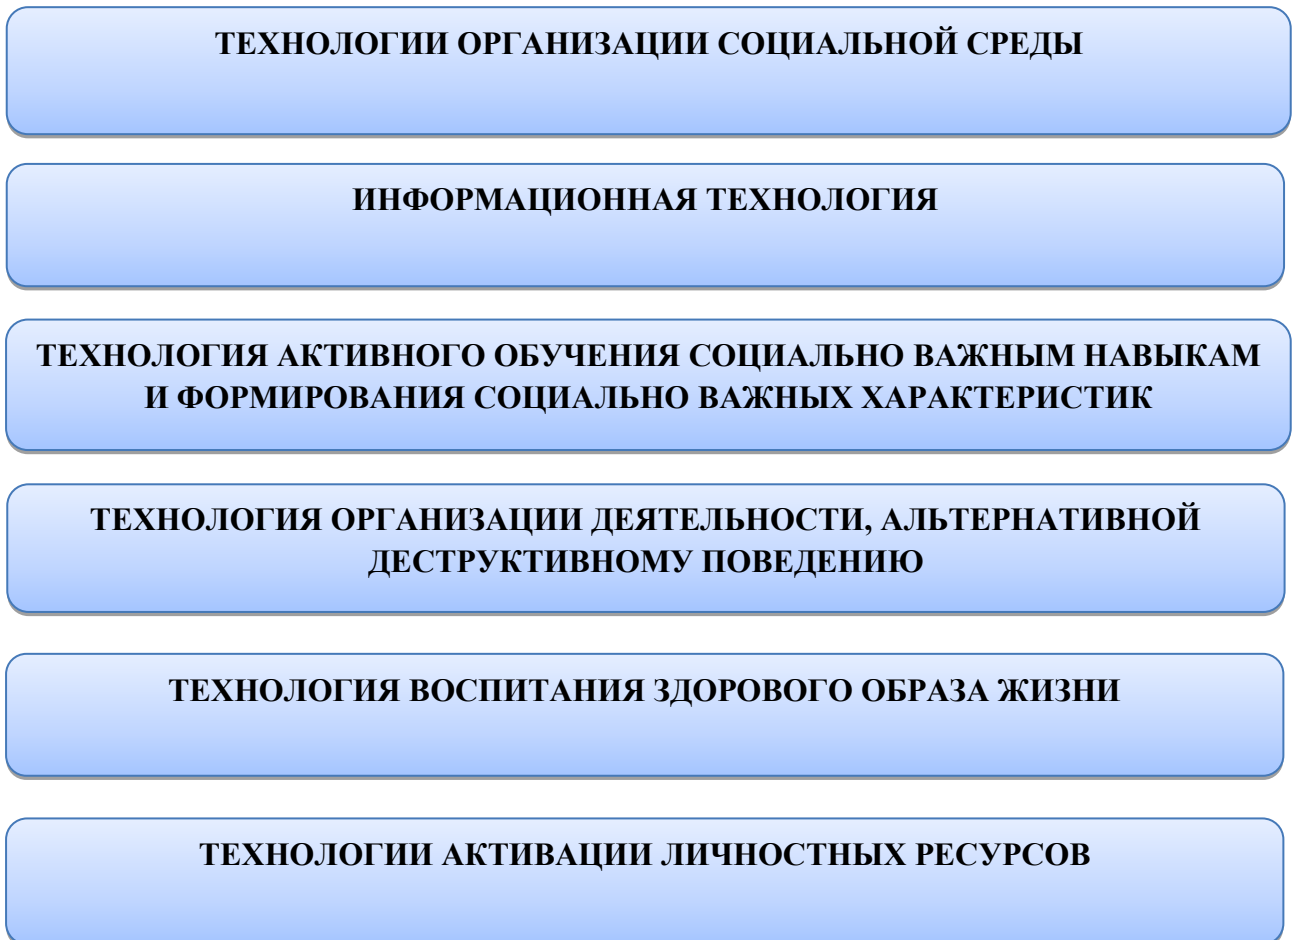 ТЕХНОЛОГИИ ОРГАНИЗАЦИИ СОЦИАЛЬНОЙ СРЕДЫ
ИНФОРМАЦИОННАЯ ТЕХНОЛОГИЯ
ТЕХНОЛОГИЯ АКТИВНОГО ОБУЧЕНИЯ СОЦИАЛЬНО ВАЖНЫМ НАВЫКАМ
И ФОРМИРОВАНИЯ СОЦИАЛЬНО ВАЖНЫХ ХАРАКТЕРИСТИК
ТЕХНОЛОГИЯ ОРГАНИЗАЦИИ ДЕЯТЕЛЬНОСТИ, АЛЬТЕРНАТИВНОЙ
ДЕСТРУКТИВНОМУ ПОВЕДЕНИЮ
ТЕХНОЛОГИЯ ВОСПИТАНИЯ ЗДОРОВОГО ОБРАЗА ЖИЗНИ
ТЕХНОЛОГИИ АКТИВАЦИИ ЛИЧНОСТНЫХ РЕСУРСОВ